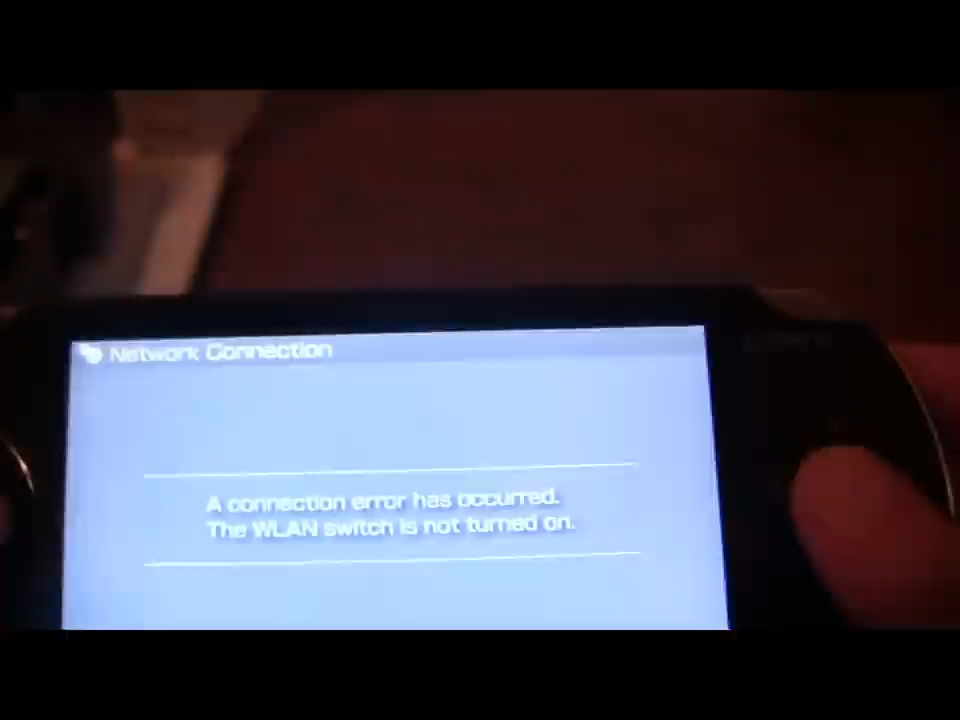 Network Connection
A connection error has occurred.
The WLAN switch is not turned on.